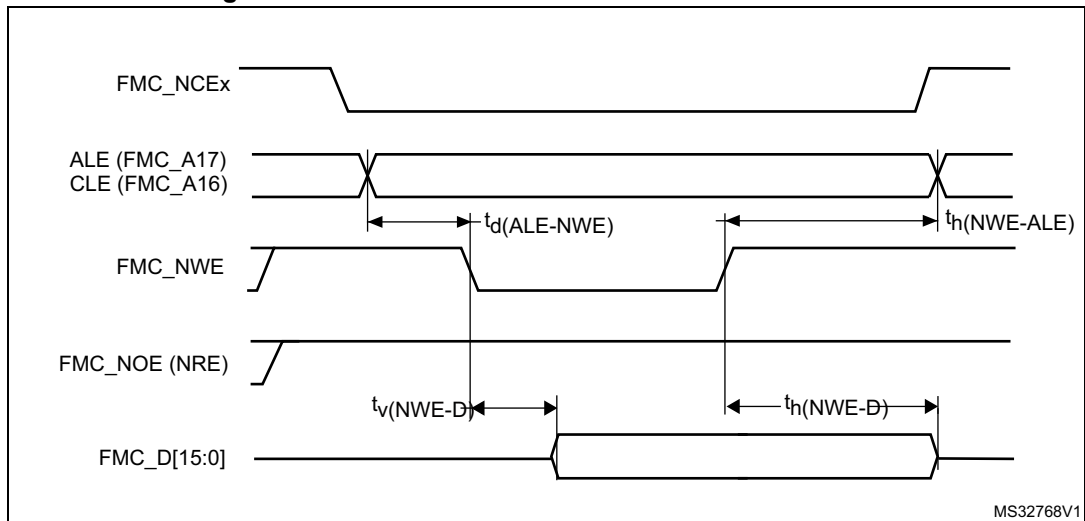 FMC_NCEx
ALE (FMC_A17)
CLE (FMC_A16)
td(ALE-NWE)
th(NWE-ALE)
FMC_NWE
FMC_NOE (NRE)
tv(NWE-D)
th(NWE-D)
FMC_D[15:0]
MS32768V1